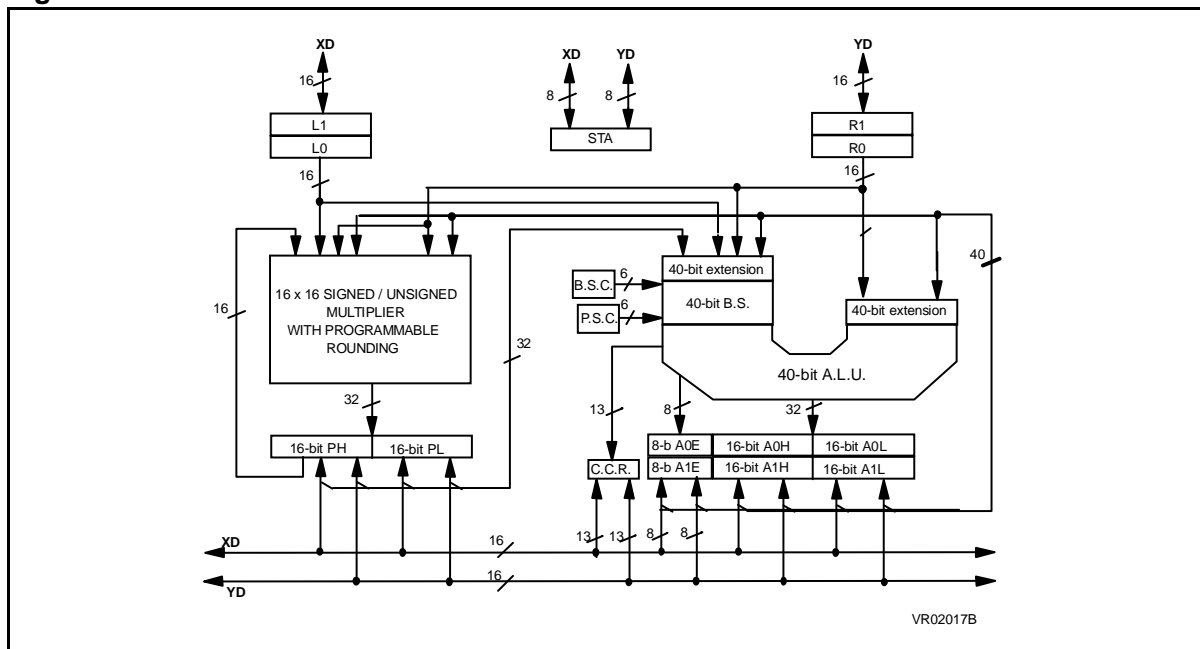 XD
16
L1
L0
16
XD
YD
8
8
STA
YD
16
R1
R0
16
40
16
16 x 16 SIGNED / UNSIGNED
MULTIPLIER
WITH PROGRAMMABLE
ROUNDING
32
B.S.C.
6
P.S.C.
6
40-bit extension
40-bit B.S.
40-bit extension
40-bit A.L.U.
32
13
8
32
16-bit PH
16-bit PL
C.C.R.
8-b A0E
16-bit A0H
16-bit A0L
8-b A1E
16-bit A1H
16-bit A1L
13
13
8
8
XD
16
YD
16
VR02017B